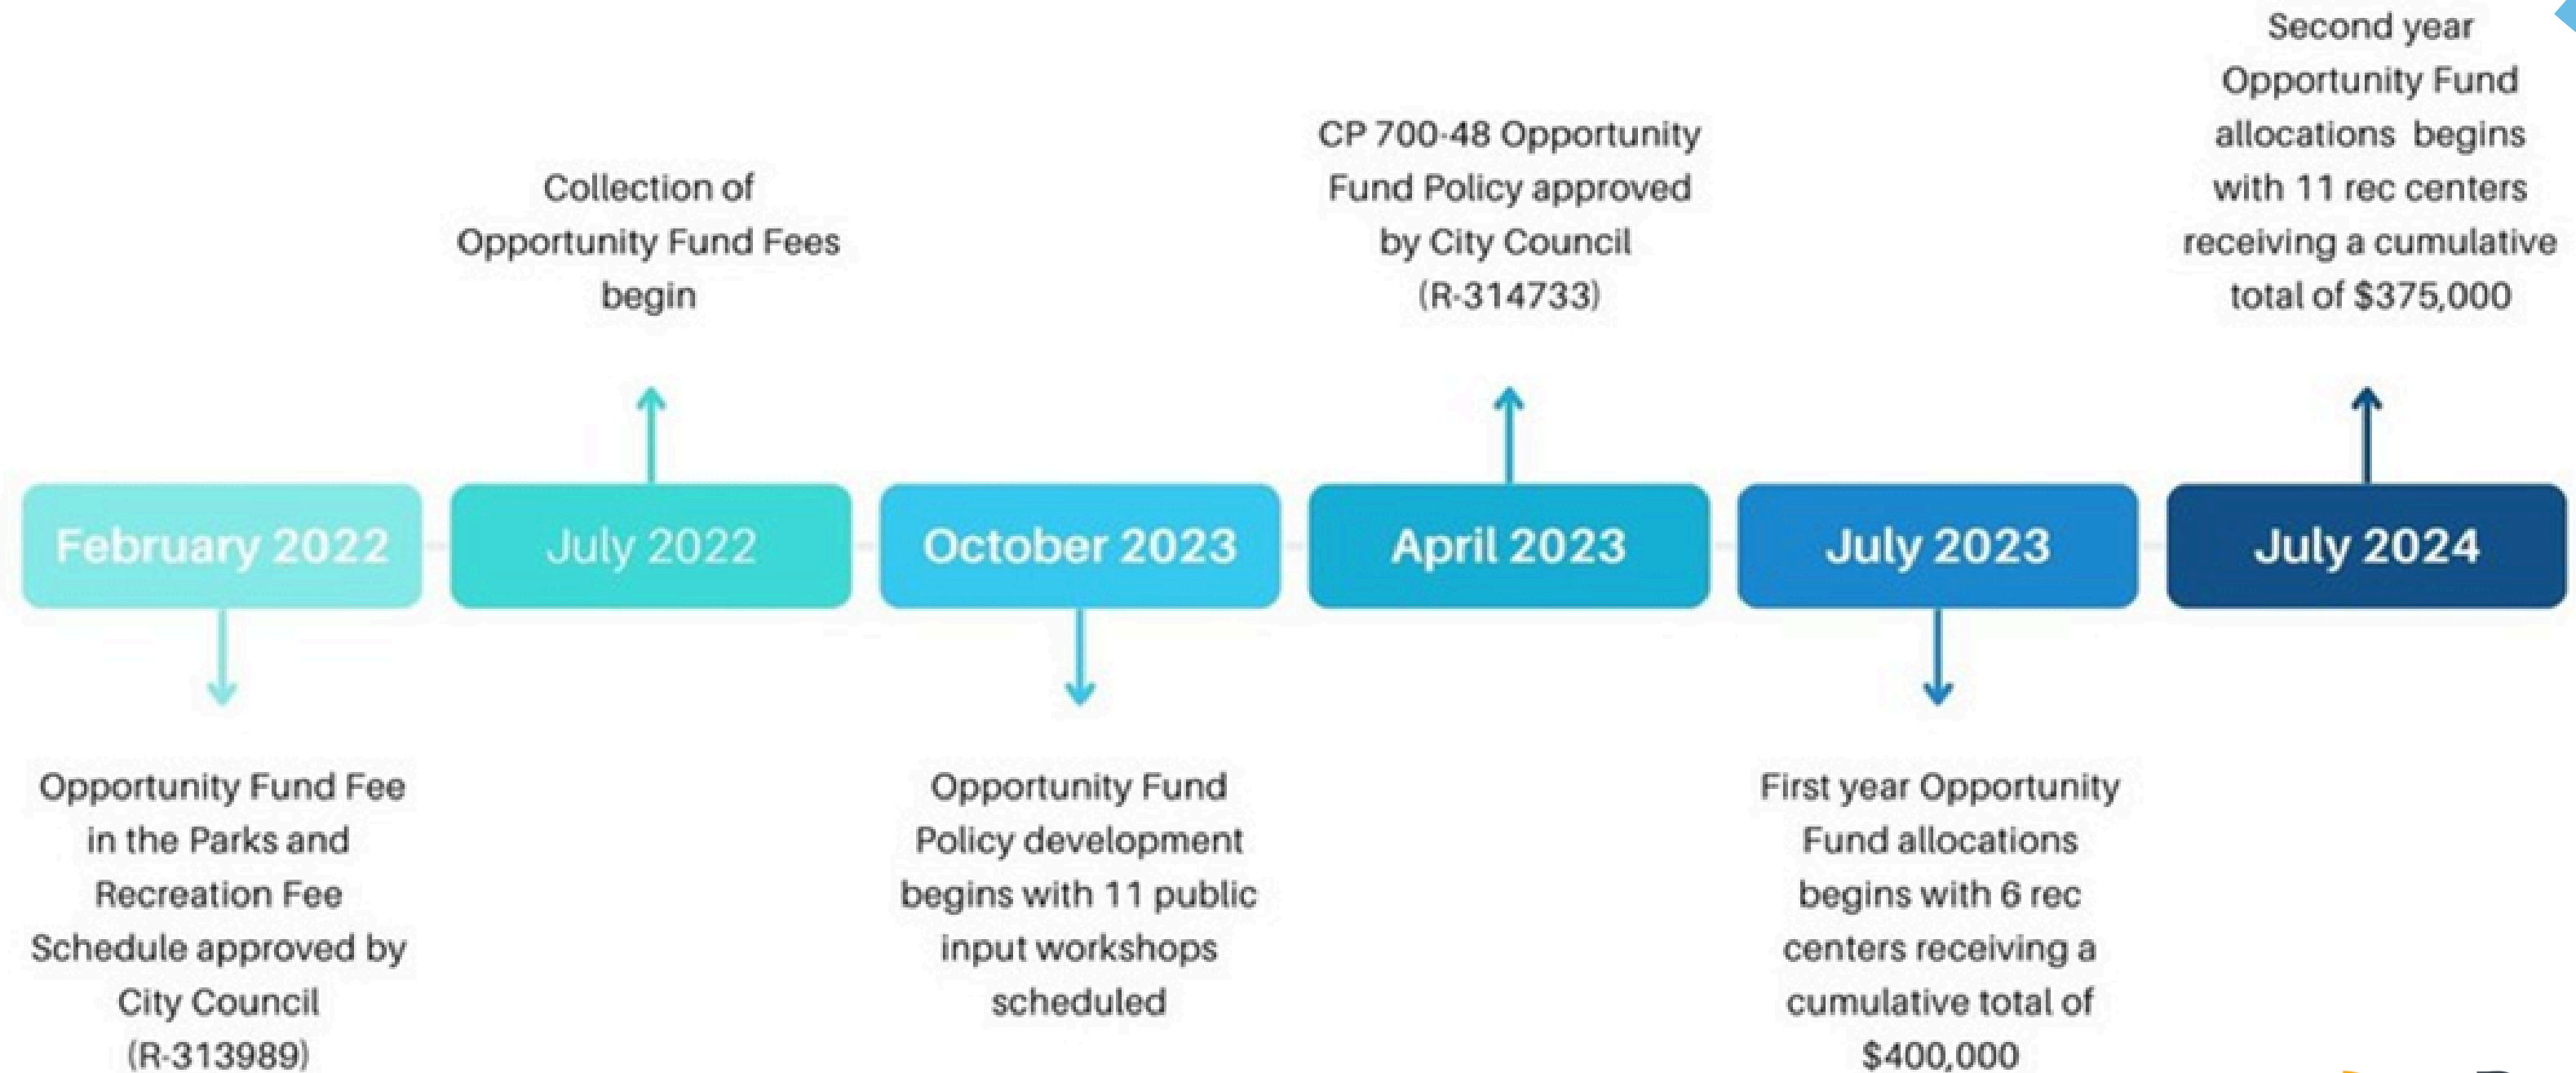 February 2022
Opportunity Fund Fee
in the Parks and
Recreation Fee
Schedule approved by
City Council
(R-313989)
Collection of
Opportunity Fund Fees
begin
July 2022
October 2023
Opportunity Fund
Policy development
begins with 11 public
input workshops
scheduled
CP 700-48 Opportunity
Fund Policy approved
by City Council
(R-314733)
April 2023
July 2023
First year Opportunity
Fund allocations
begins with 6 rec
centers receiving a
cumulative total of
$400,000
Second year
Opportunity Fund
allocations begins
with 11 rec centers
receiving a cumulative
total of $375,000
July 2024